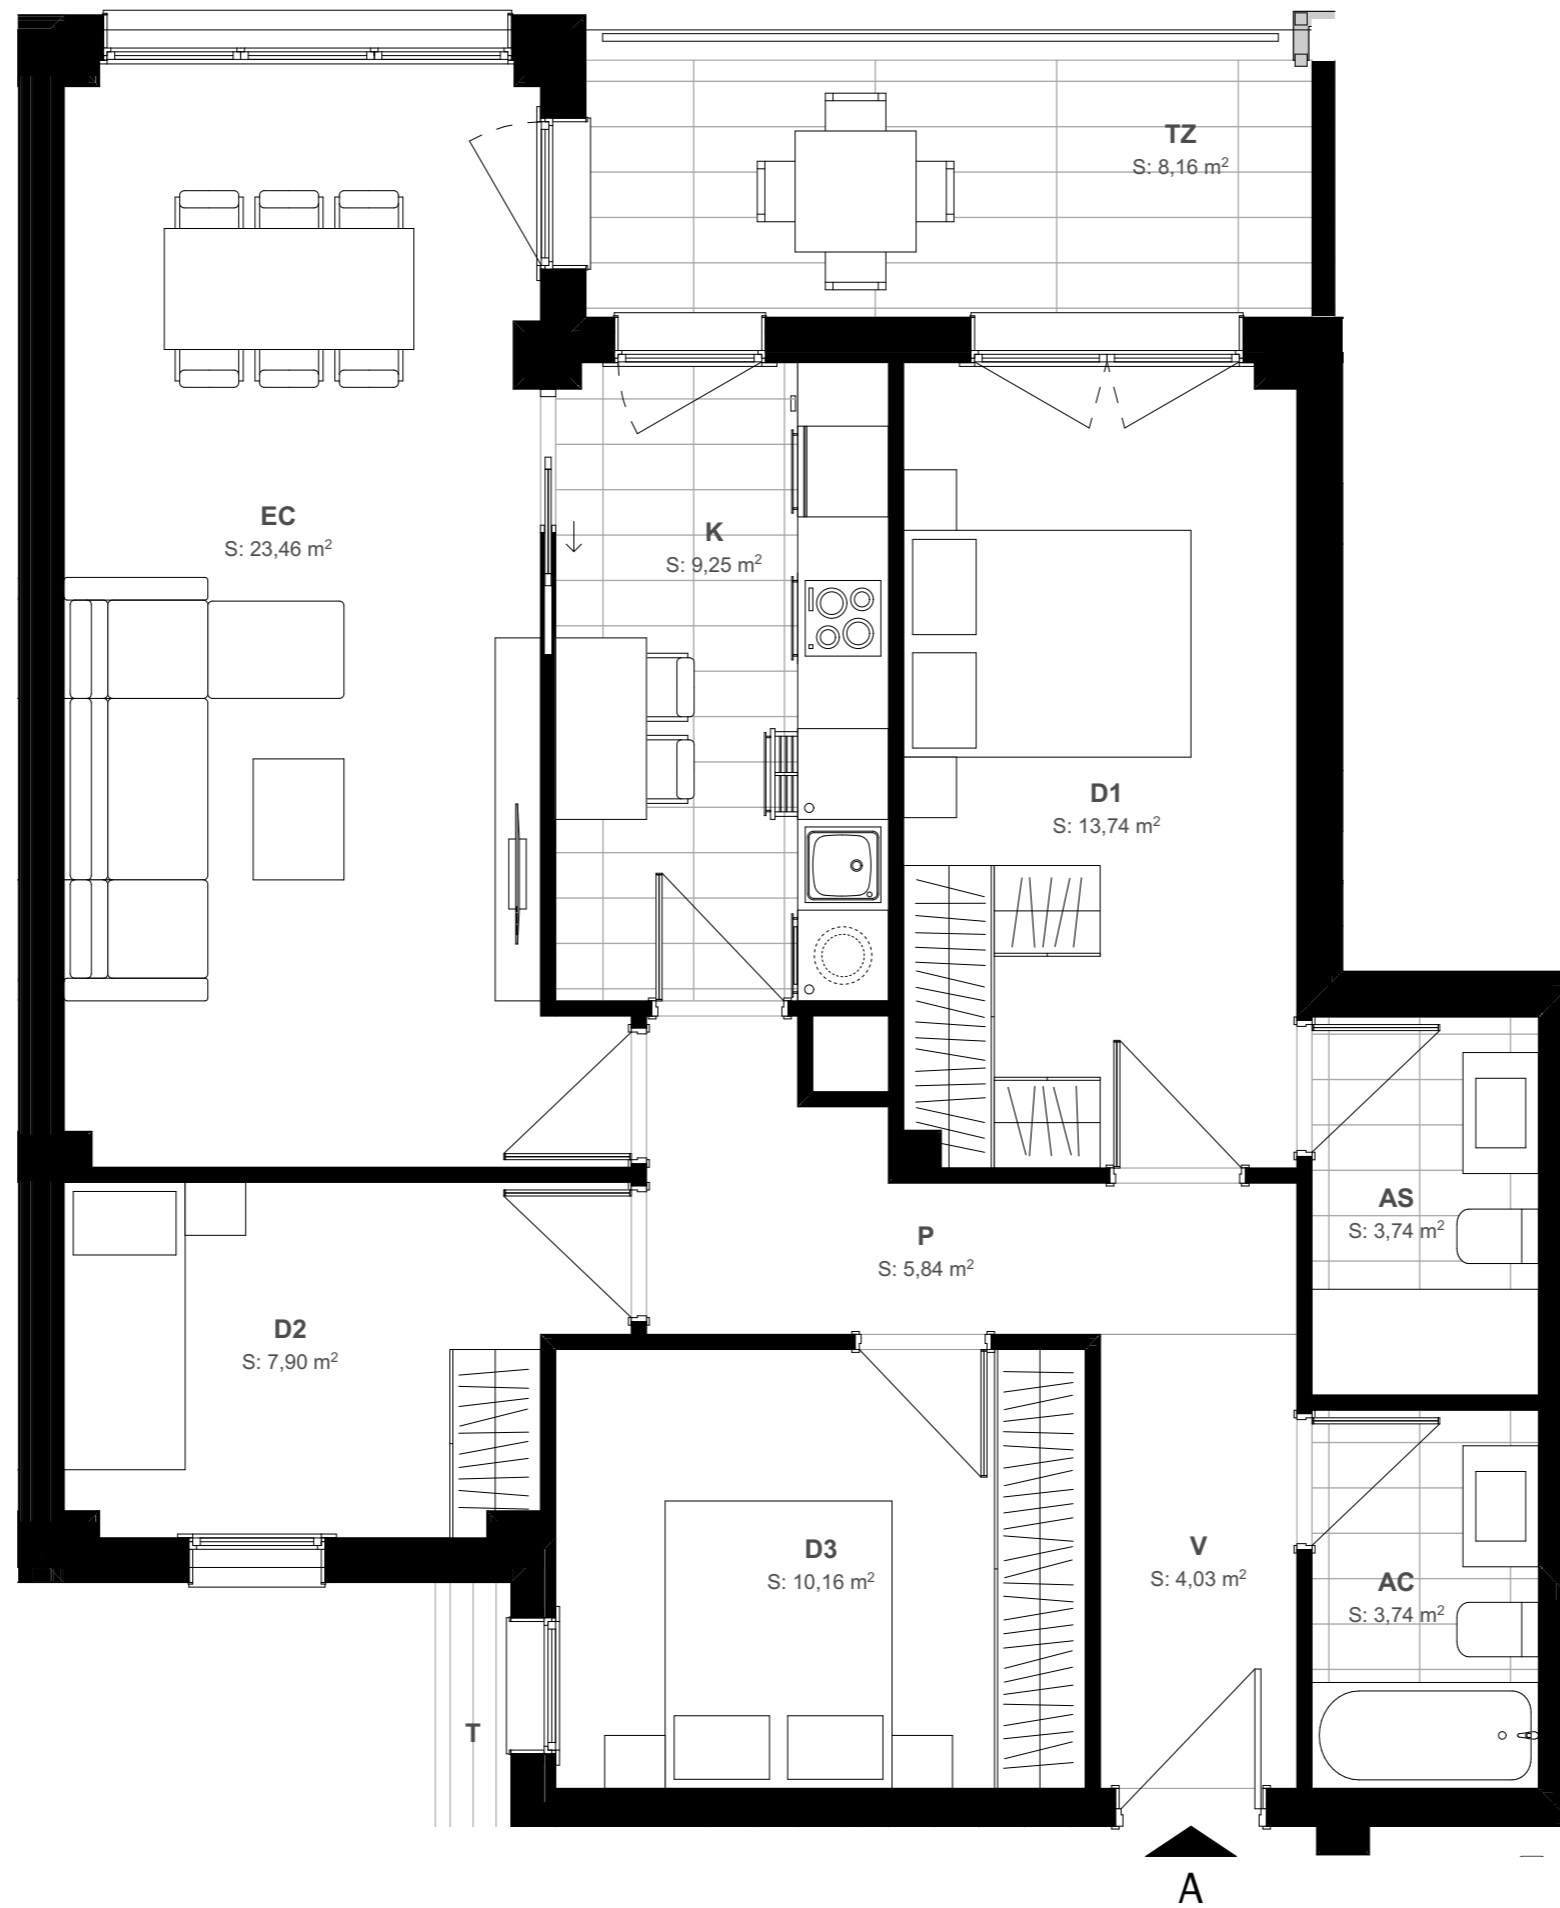 TZ
S: 8,16 m²
EC
S: 23,46 m²
K
S: 9,25 m²
D1
S: 13,74 m²
AS
S: 3,74 m²
P
S: 5,84 m²
D2
S: 7,90 m²
D3
S: 10,16 m²
V
S: 4,03 m²
AC
S: 3,74 m²
T
A